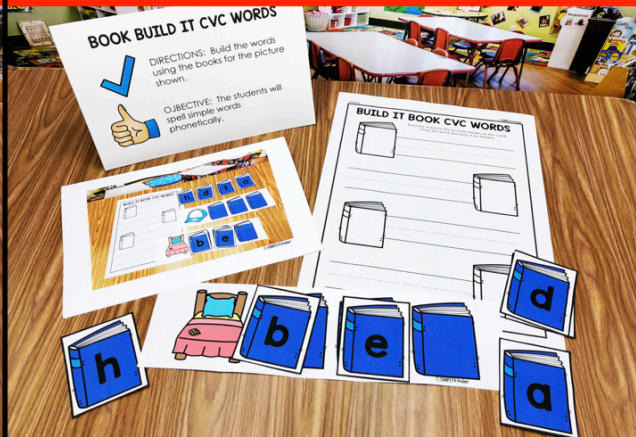 BOOK BUILD IT CVC WORDS
DIRECTIONS: Build the words
using the books for the picture
shown.
OJBECTIVE: The students will
spell simple words
phonetically.
BUILD IT BOOK CVC WORDS
BUILD IT BOOK CVC WORDS
h d t a
b e
b e
d
h
a